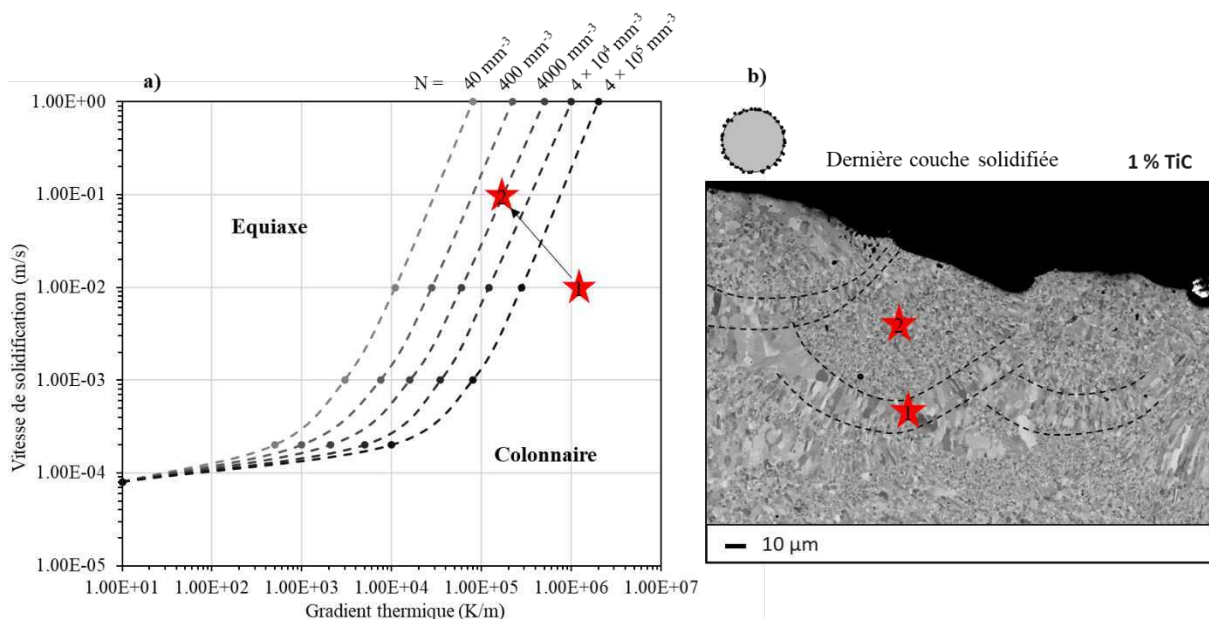 a)
N = 40 mm-3 400 mm-3 4000 mm-3 4 × 10^4 mm-3 4 × 10^5 mm-3
1.00E+00
1.00E-01
1.00E-02
1.00E-03
1.00E-04
1.00E-05
Vitesse de solidification (m/s)
Equiaxe
Colonnaire
2
1
1.00E+01 1.00E+02 1.00E+03 1.00E+04 1.00E+05 1.00E+06 1.00E+07
Gradient thermique (K/m)
b)
Dernière couche solidifiée
1 % TiC
2
1
10 µm